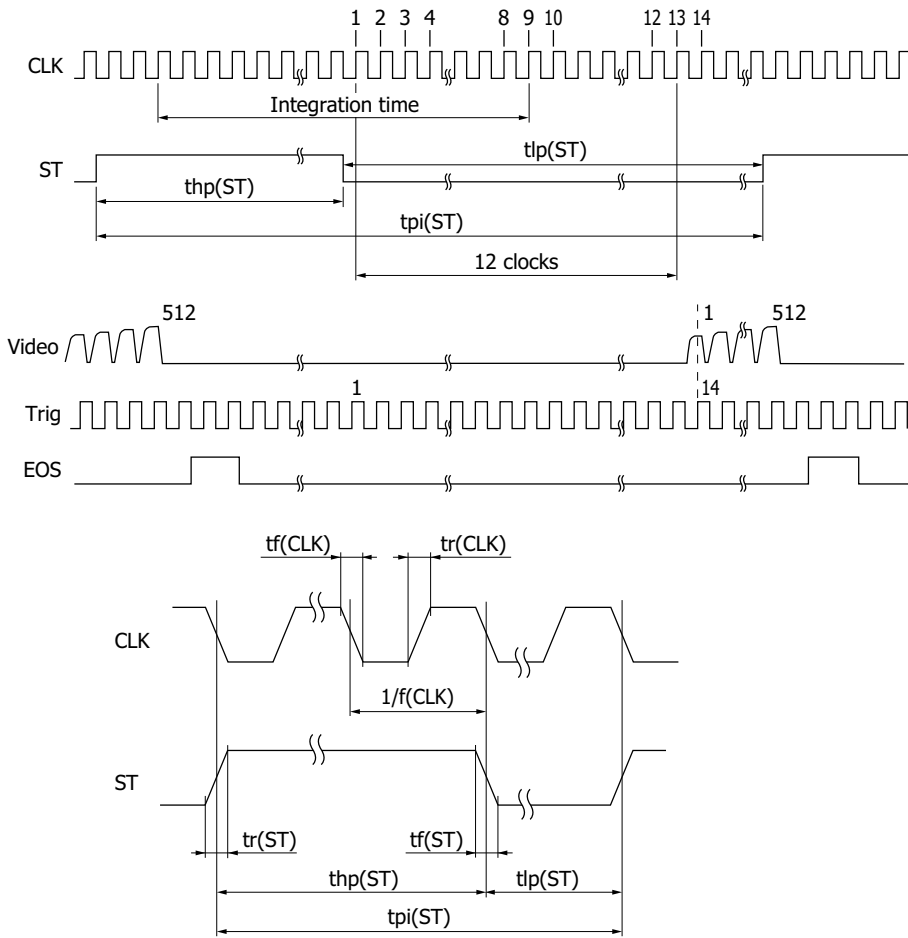 1 2 3 4 8 9 10 12 13 14
CLK
Integration time
tlp(ST)
ST
thp(ST)
tpi(ST)
12 clocks
512 1 512
Video
1 14
Trig
EOS
tf(CLK) tr(CLK)
CLK
1/f(CLK)
ST
tr(ST) tf(ST)
thp(ST) tlp(ST)
tpi(ST)